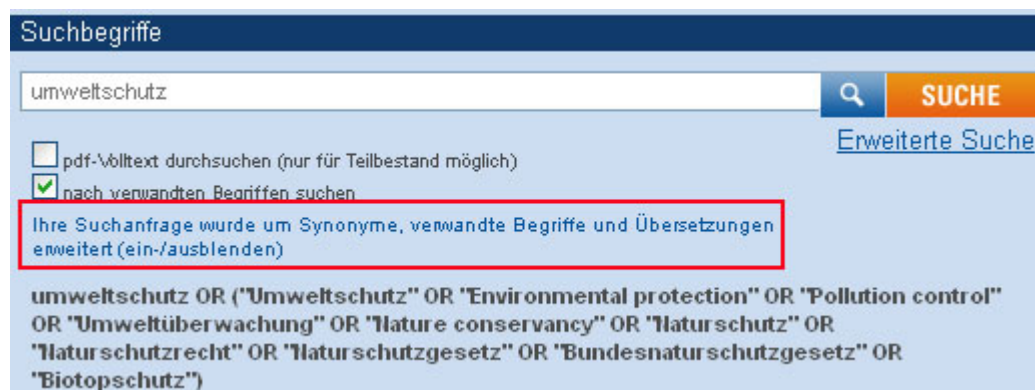 Suchbegriffe
umweltschutz
SUCHE
Erweiterte Suche
pdf-Volltext durchsuchen (nur für Teilbestand möglich)
nach verwandten Begriffen suchen
Ihre Suchanfrage wurde um Synonyme, verwandte Begriffe und Übersetzungen
erweitert (ein-/ausblenden)
umweltschutz OR ("Umweltschutz" OR "Environmental protection" OR "Pollution control"
OR "Umweltüberwachung" OR "Nature conservancy" OR "Naturschutz" OR
"Naturschutzrecht" OR "Naturschutzgesetz" OR "Bundesnaturschutzgesetz" OR
"Biotopschutz")